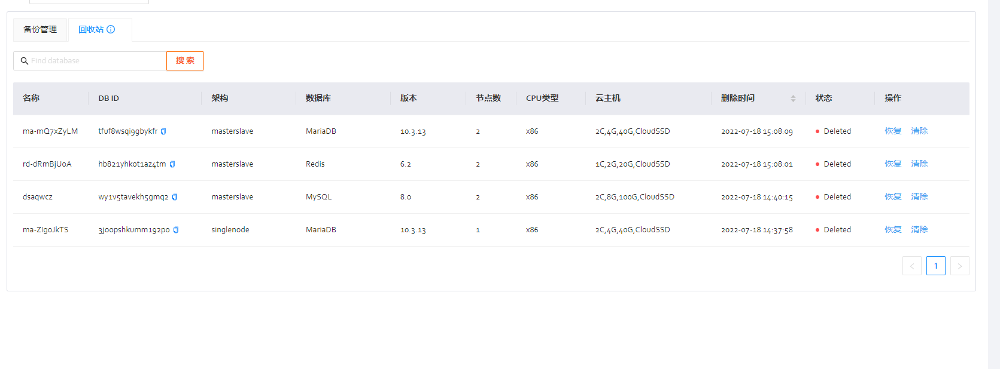 备份管理 回收站
Find database 搜 索
名称 DB ID 架构 数据库 版本 节点数 CPU类型 云主机 删除时间 状态 操作
ma-mQ7xZyLM tfuf8wsqi99bykfr masterslave MariaDB 10.3.13 2 x86 2C,4G,40G,CloudSSD 2022-07-18 15:08:09 Deleted 恢复 清除
rd-dRmBjUoA hb821yhkot1az4tm masterslave Redis 6.2 2 x86 1C,2G,20G,CloudSSD 2022-07-18 15:08:01 Deleted 恢复 清除
dsaqwcz wy1v5tavekh59mq2 masterslave MySQL 8.0 2 x86 2C,8G,100G,CloudSSD 2022-07-18 14:40:15 Deleted 恢复 清除
ma-ZIgoJkTS 3joopshkumm192po singlenode MariaDB 10.3.13 1 x86 2C,4G,40G,CloudSSD 2022-07-18 14:37:58 Deleted 恢复 清除
< 1 >